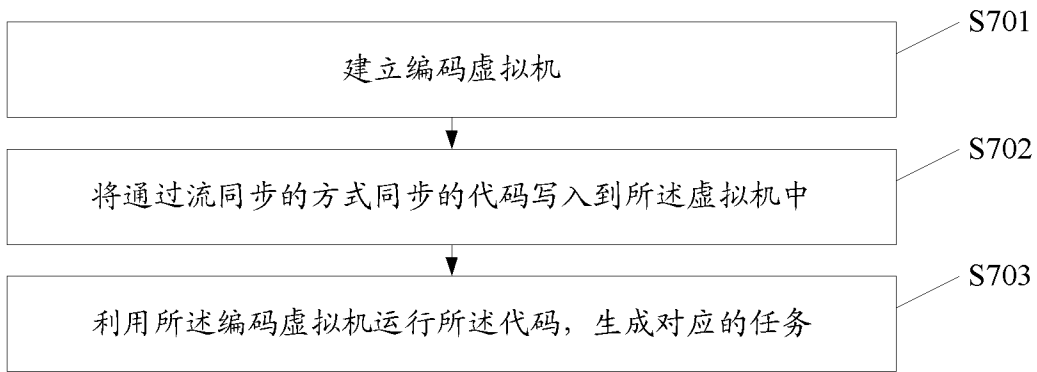 S701
建立编码虚拟机
S702
将通过流同步的方式同步的代码写入到所述虚拟机中
S703
利用所述编码虚拟机运行所述代码，生成对应的任务